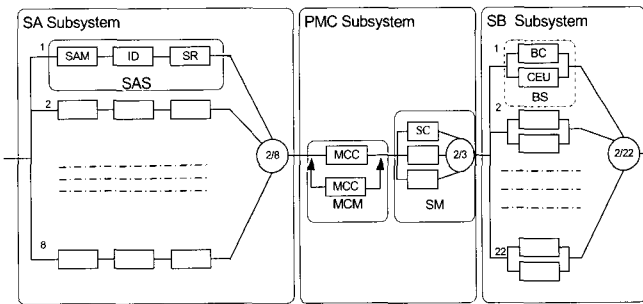 SA Subsystem
1
SAM
ID
SR
SAS
2
8
2/8
PMC Subsystem
MCC
MCC
MCM
SC
2/3
SM
SB Subsystem
1
BC
CEU
BS
2
22
2/22